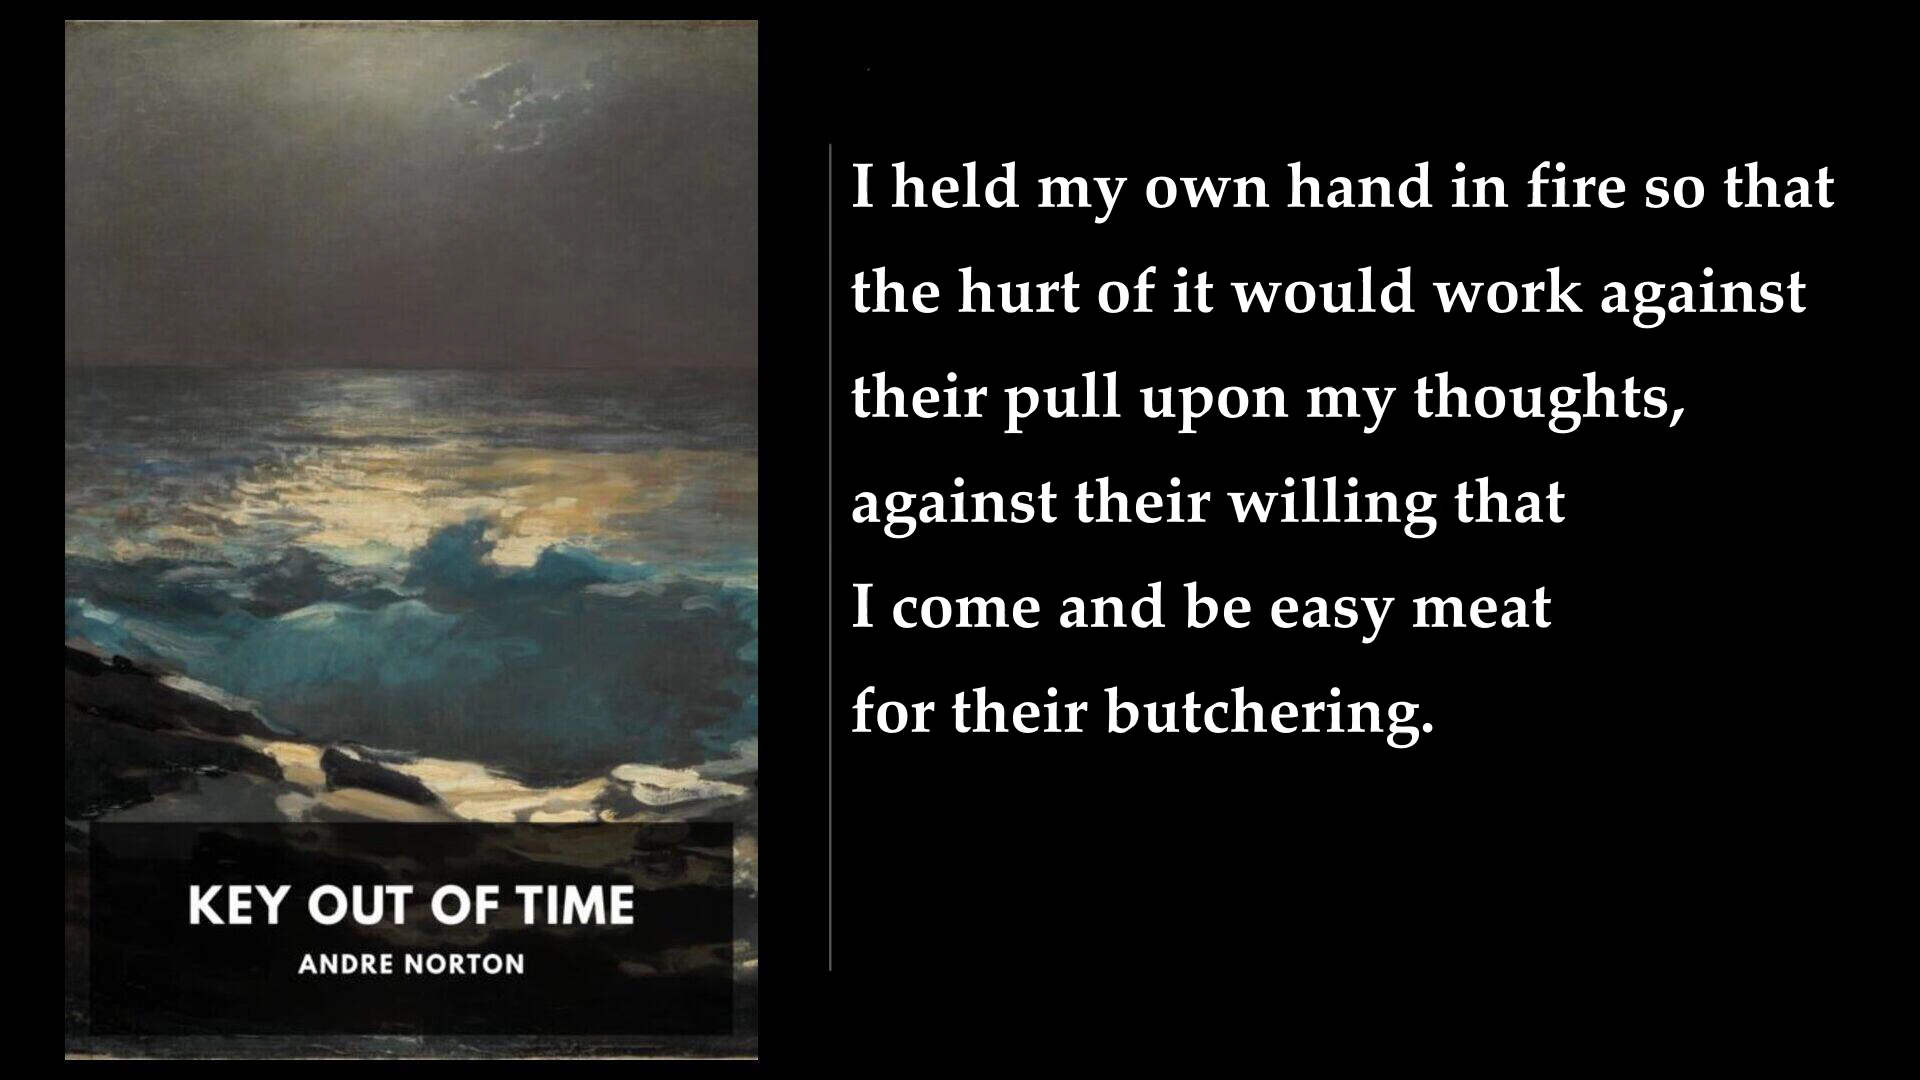 I held my own hand in fire so that
the hurt of it would work against
their pull upon my thoughts,
against their willing that
I come and be easy meat
for their butchering.
KEY OUT OF TIME
ANDRE NORTON